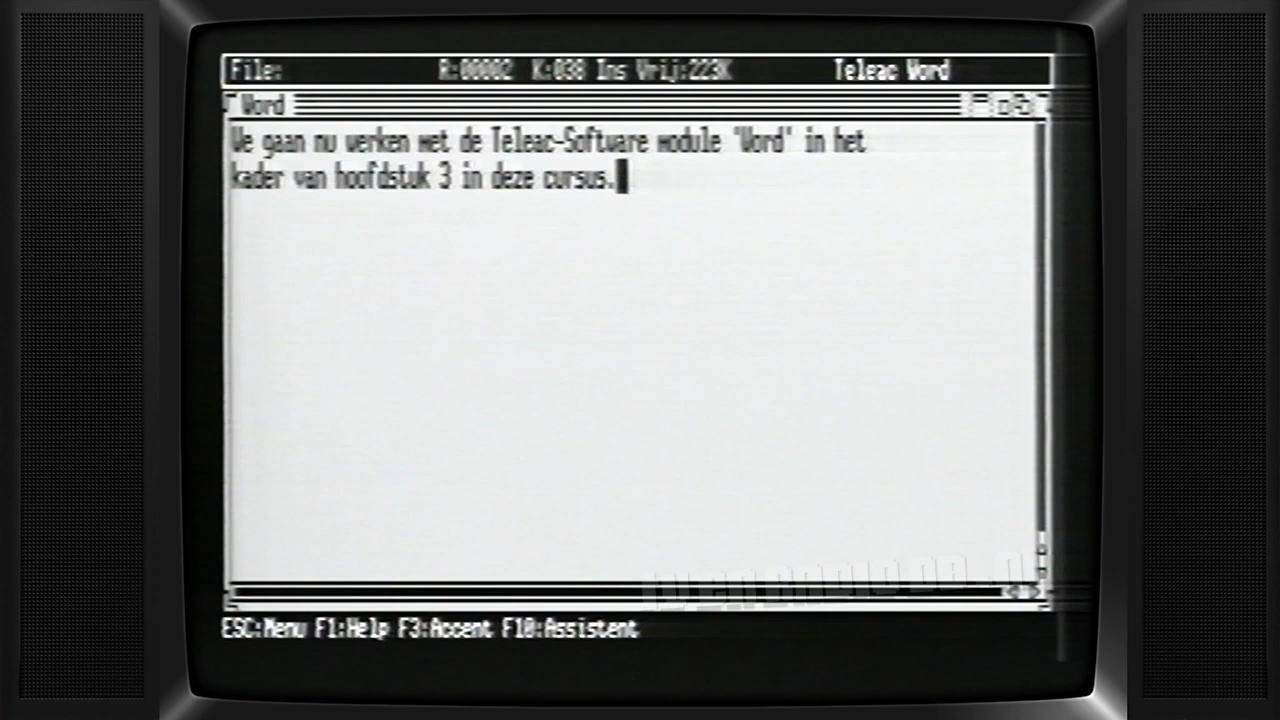 File: R:00002 K:038 Ins Vrij:223K Teleac Word
Word
We gaan nu werken met de Teleac-Software module 'Word' in het
kader van hoofdstuk 3 in deze cursus.
ESC:Menu F1:Help F3:Accent F10:Assistent